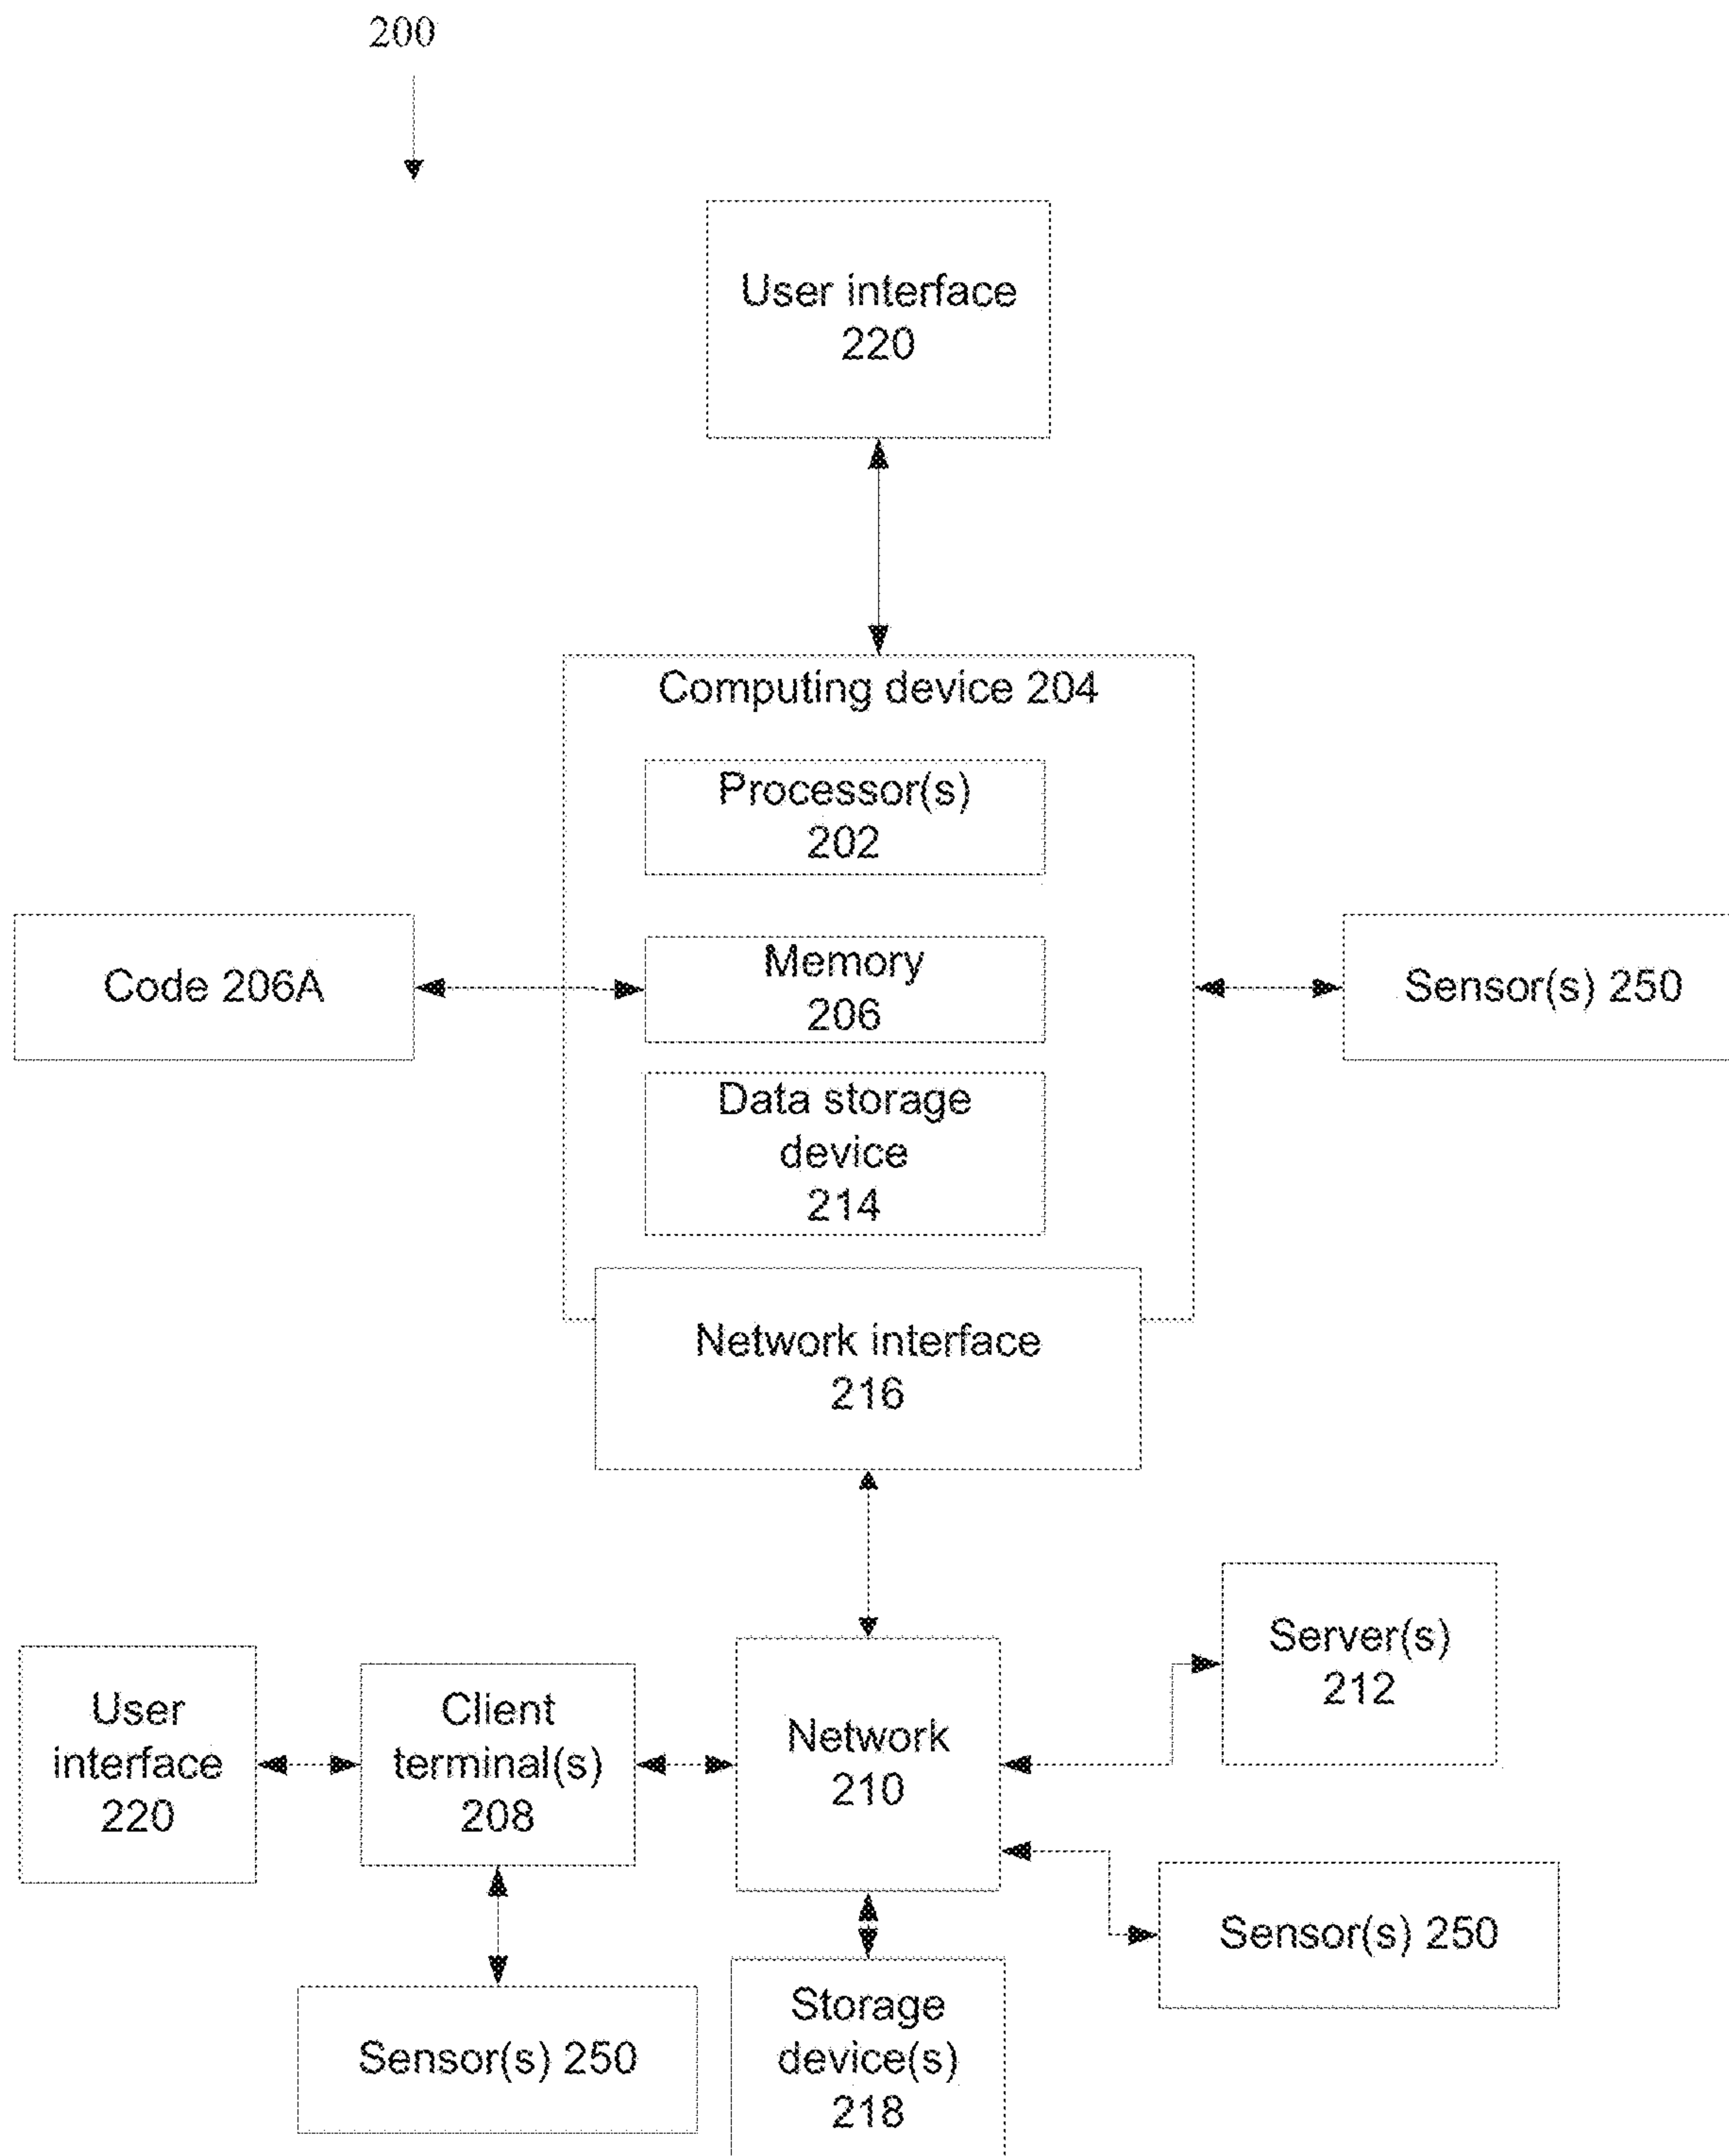 200
User interface
220
Computing device 204
Processor(s)
202
Code 206A
Memory
206
Sensor(s) 250
Data storage
device
214
Network interface
216
Server(s)
212
User
interface
220
Client
terminal(s)
208
Network
210
Sensor(s) 250
Sensor(s) 250
Storage
device(s)
218